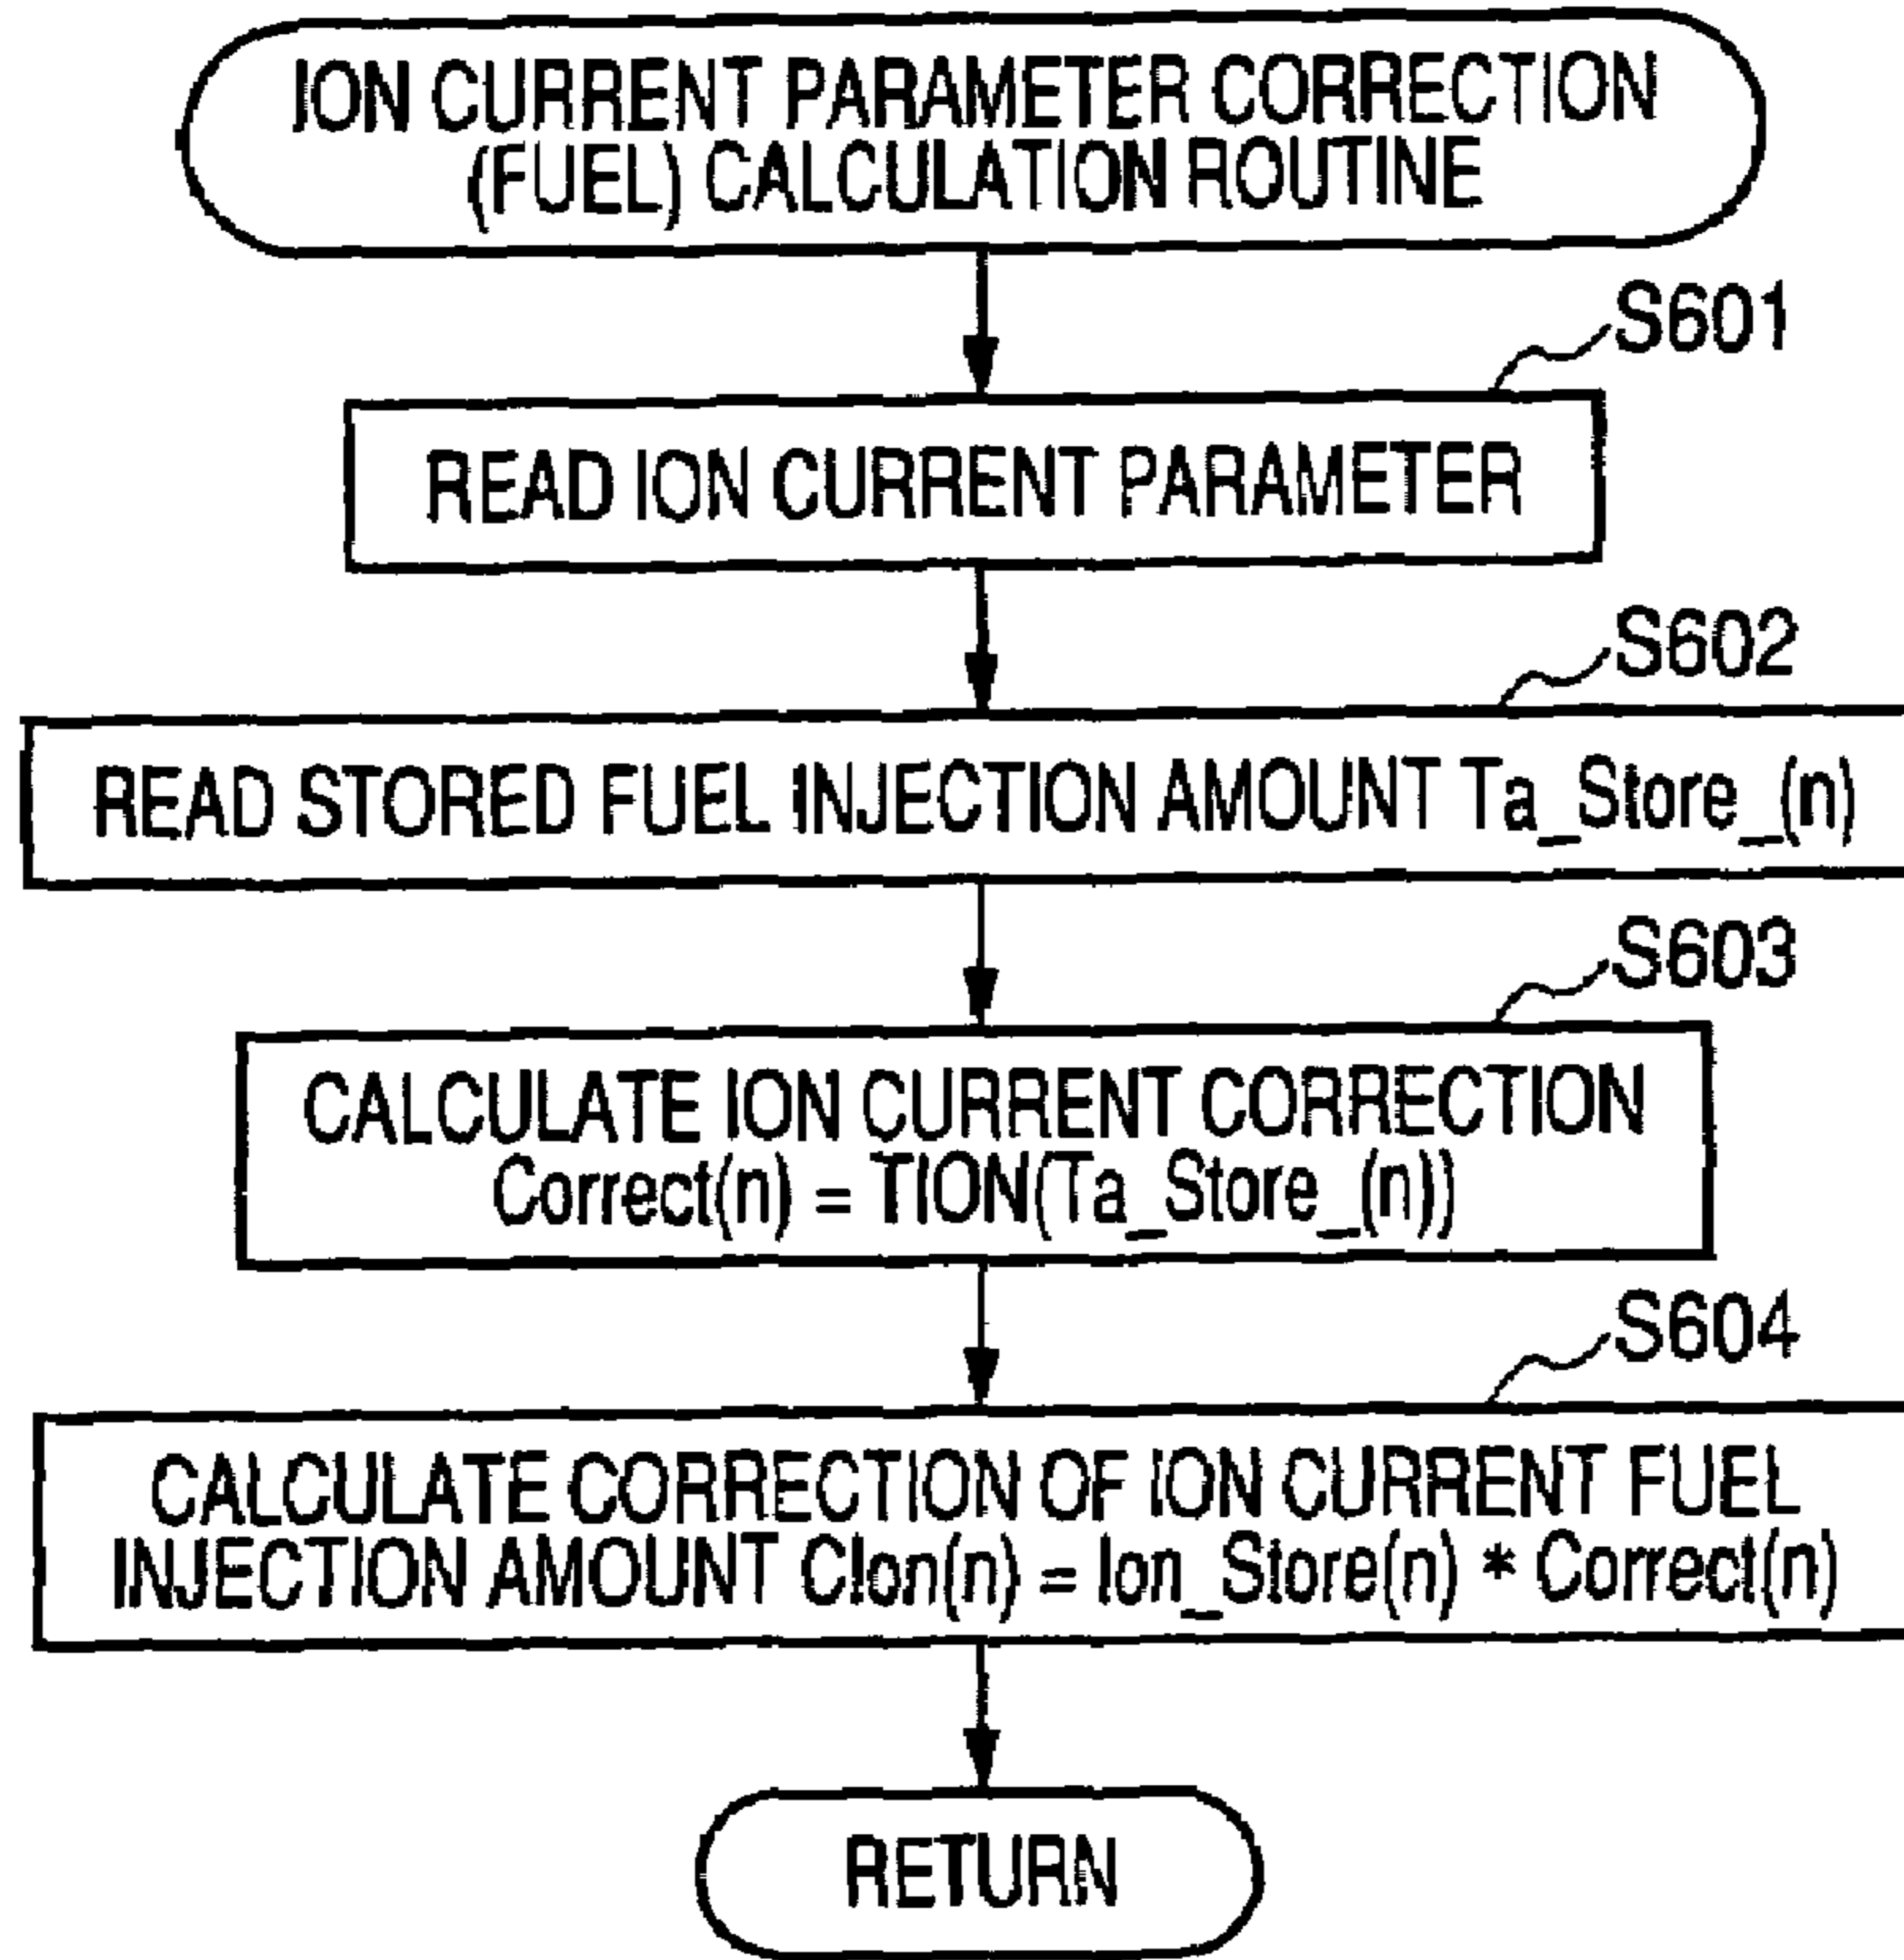 ION CURRENT PARAMETER CORRECTION
(FUEL) CALCULATION ROUTINE
S601
READ ION CURRENT PARAMETER
S602
READ STORED FUEL INJECTION AMOUNT Ta_Store_(n)
S603
CALCULATE ION CURRENT CORRECTION
Correct(n) = TION(Ta_Store_(n))
S604
CALCULATE CORRECTION OF ION CURRENT FUEL
INJECTION AMOUNT CIon(n) = Ion_Store(n) * Correct(n)
RETURN